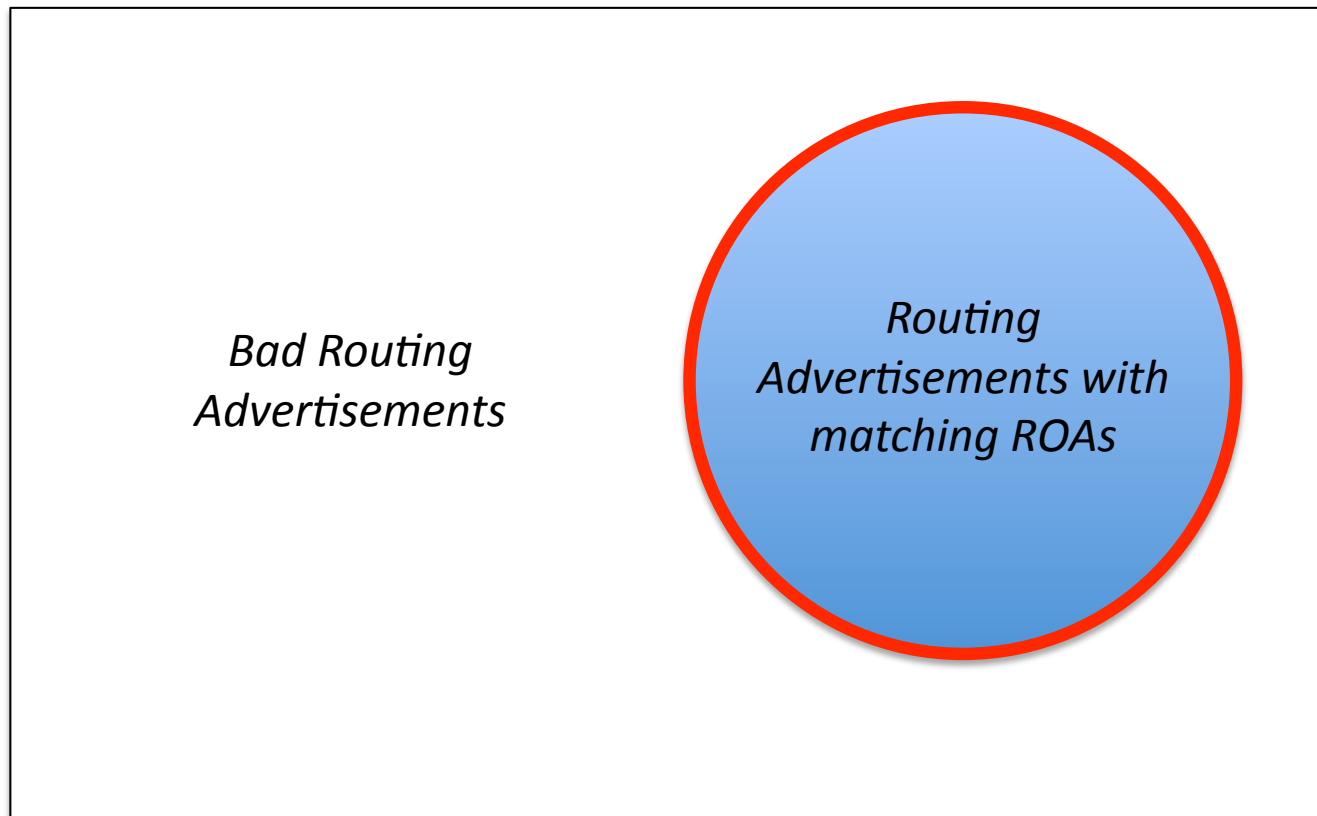 Bad Routing
Advertisements
Routing
Advertisements with
matching ROAs